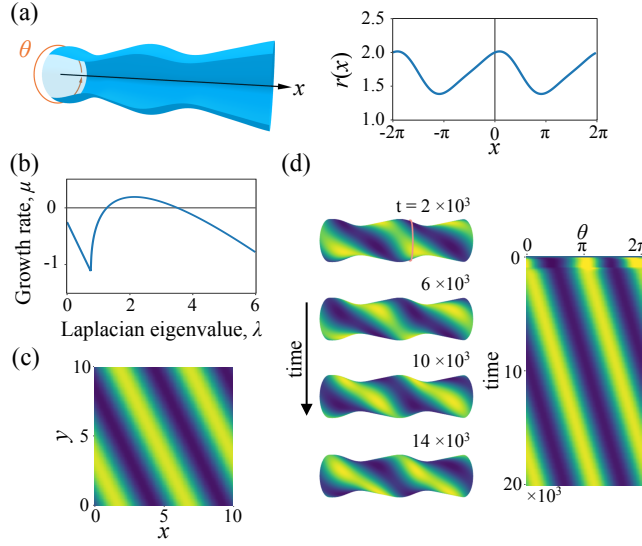 (a)
θ
x
r(x)
2.5
2.0
1.5
1.0
-2π -π 0 π 2π
x
(b)
Growth rate, μ
0
-1
0 2 4 6
Laplacian eigenvalue, λ
(c)
y
10
5
0
0 5 10
x
(d)
t = 2 ×10³
6 ×10³
10 ×10³
14 ×10³
time
θ
0 π 2π
time
0
10
20
×10³